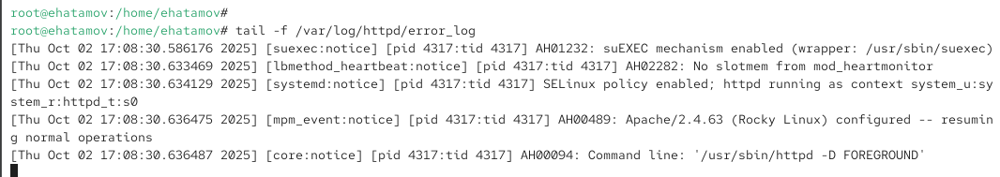 root@ehatamov:/home/ehatamov#
root@ehatamov:/home/ehatamov# tail -f /var/log/httpd/error_log
[Thu Oct 02 17:08:30.586176 2025] [suexec:notice] [pid 4317:tid 4317] AH01232: suEXEC mechanism enabled (wrapper: /usr/sbin/suexec)
[Thu Oct 02 17:08:30.633469 2025] [lbmethod_heartbeat:notice] [pid 4317:tid 4317] AH02282: No slotmem from mod_heartmonitor
[Thu Oct 02 17:08:30.634129 2025] [systemd:notice] [pid 4317:tid 4317] SELinux policy enabled; httpd running as context system_u:sy
stem_r:httpd_t:s0
[Thu Oct 02 17:08:30.636475 2025] [mpm_event:notice] [pid 4317:tid 4317] AH00489: Apache/2.4.63 (Rocky Linux) configured -- resumin
g normal operations
[Thu Oct 02 17:08:30.636487 2025] [core:notice] [pid 4317:tid 4317] AH00094: Command line: '/usr/sbin/httpd -D FOREGROUND'